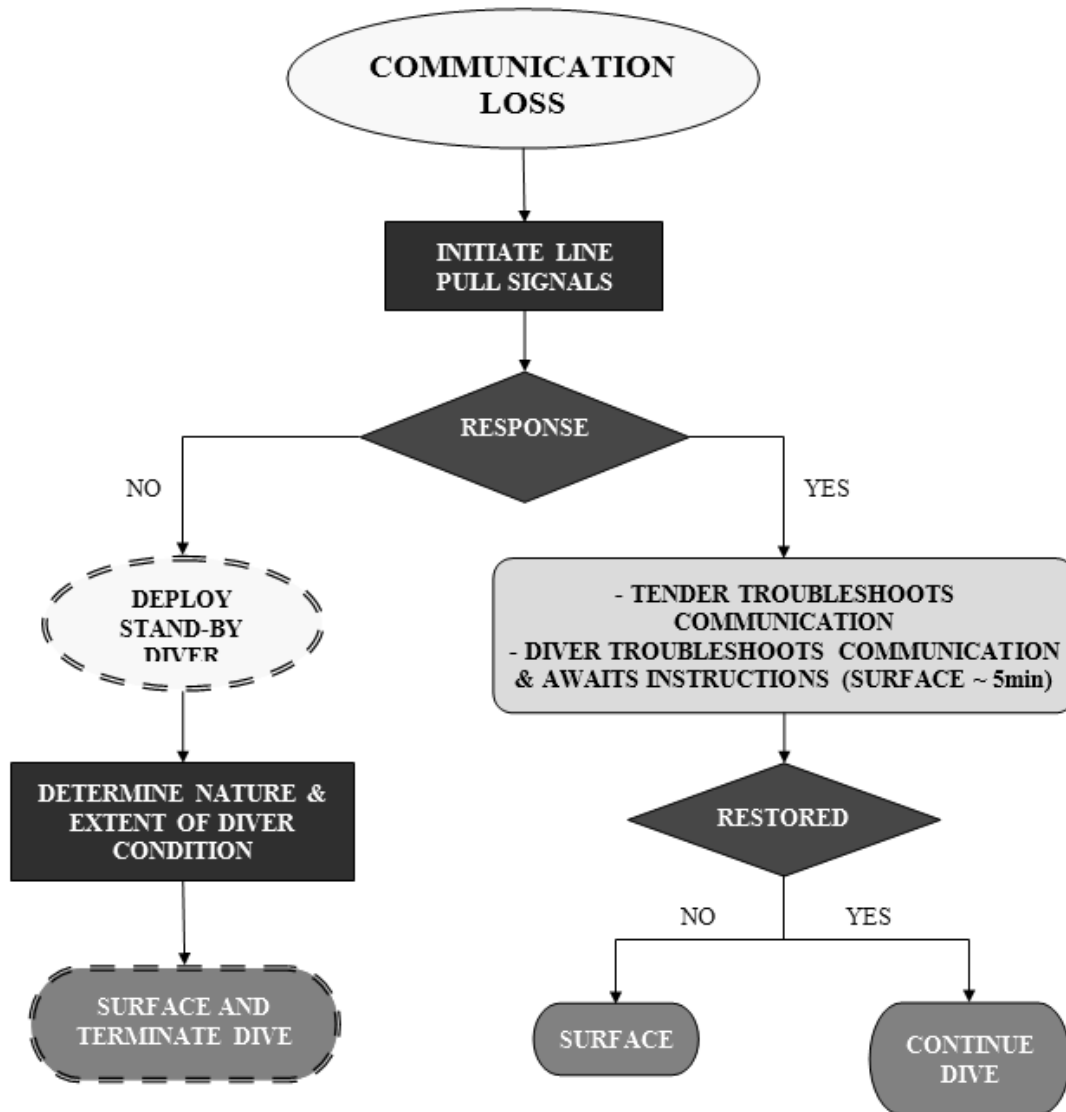 COMMUNICATION
LOSS
INITIATE LINE
PULL SIGNALS
RESPONSE
NO
YES
DEPLOY
STAND-BY
DIVER
- TENDER TROUBLESHOOTS
COMMUNICATION
- DIVER TROUBLESHOOTS COMMUNICATION
& AWAITS INSTRUCTIONS (SURFACE ~ 5min)
DETERMINE NATURE &
EXTENT OF DIVER
CONDITION
RESTORED
NO
YES
SURFACE AND
TERMINATE DIVE
SURFACE
CONTINUE
DIVE